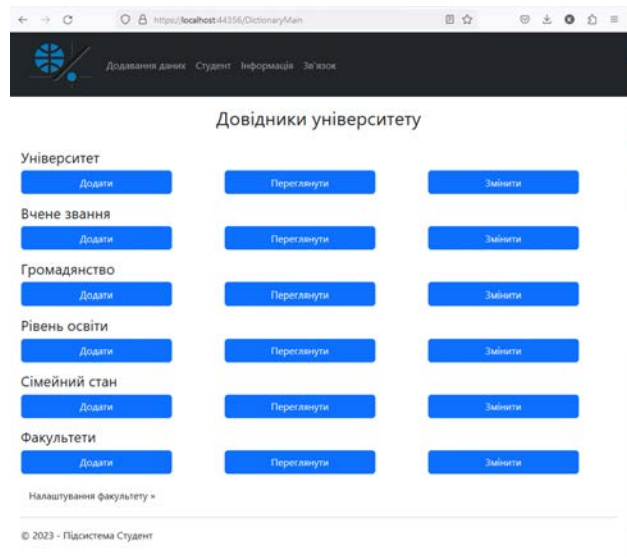 https://localhost:44356/DictionaryMain
Додавання даних Студент Інформація Зв'язок
Довідники університету
Університет
Додати Переглянути Змінити
Вчене звання
Додати Переглянути Змінити
Громадянство
Додати Переглянути Змінити
Рівень освіти
Додати Переглянути Змінити
Сімейний стан
Додати Переглянути Змінити
Факультети
Додати Переглянути Змінити
Налаштування факультету »
© 2023 - Підсистема Студент